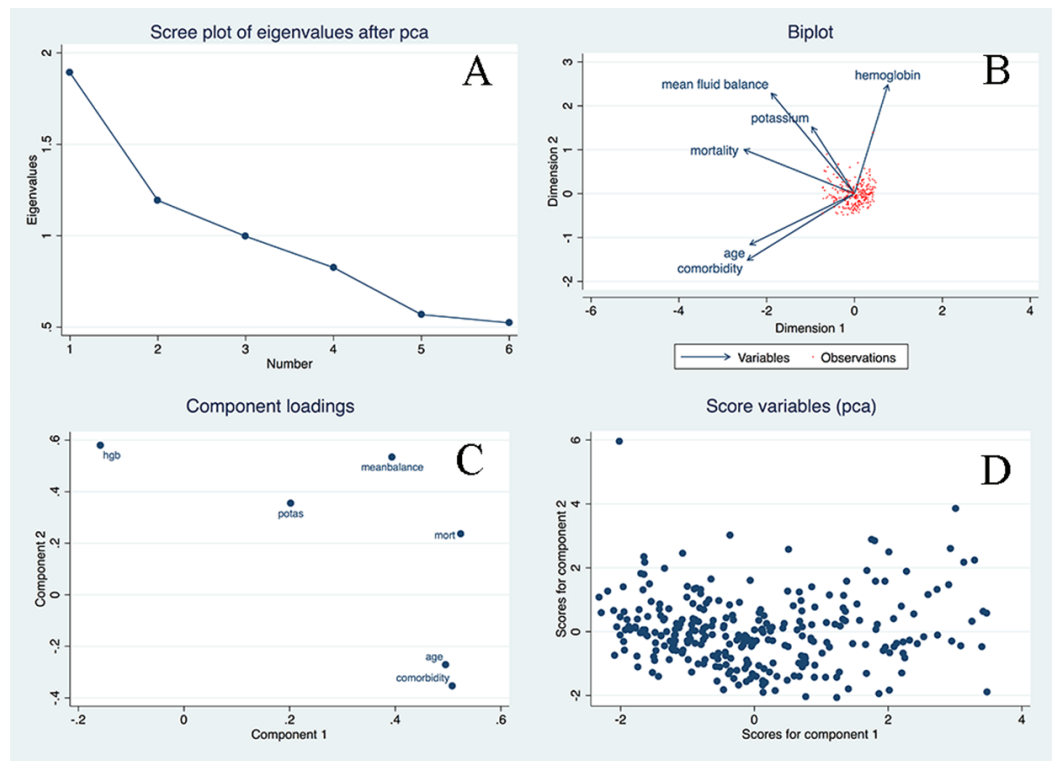 Scree plot of eigenvalues after pca
A
2
1.5
1
.5
Eigenvalues
1 2 3 4 5 6
Number
Biplot
B
3
2
1
0
-1
-2
Dimension 2
mean fluid balance
hemoglobin
potassium
mortality
age
comorbidity
-6 -4 -2 0 2 4
Dimension 1
Variables Observations
Component loadings
C
.6
.4
.2
0
-.2
-.4
Component 2
hgb
meanbalance
potas
mort
age
comorbidity
-.2 0 .2 .4 .6
Component 1
Score variables (pca)
D
6
4
2
0
-2
Scores for component 2
-2 0 2 4
Scores for component 1